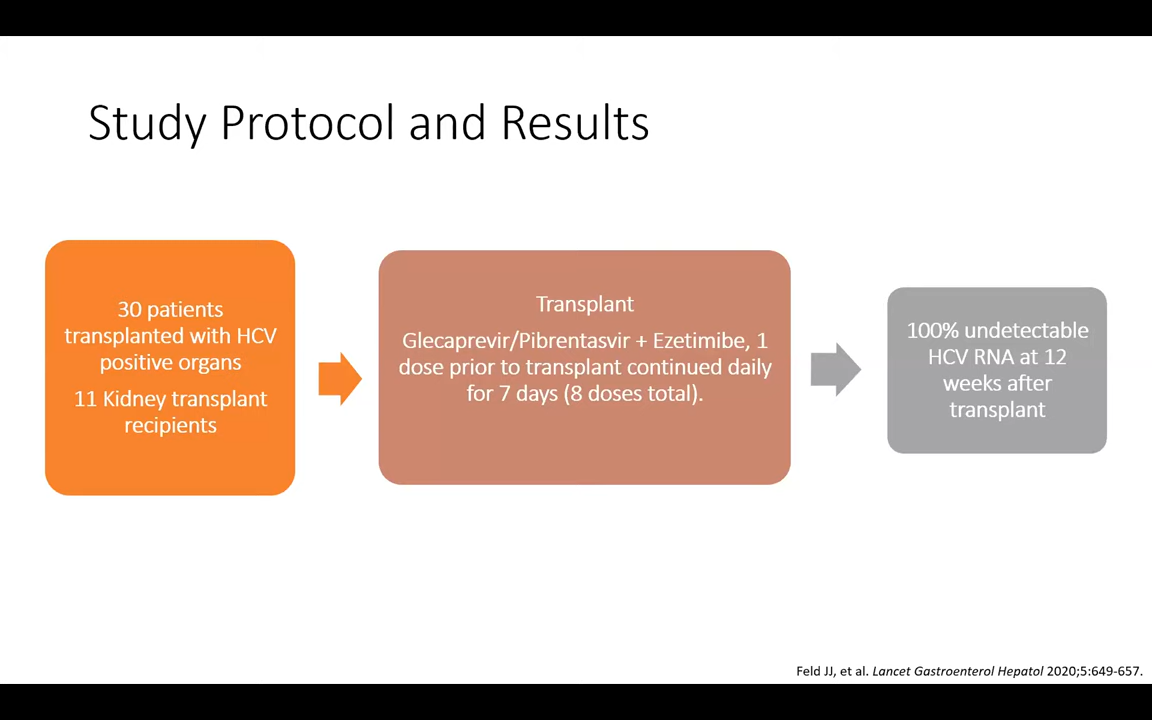 Study Protocol and Results
30 patients
transplanted with HCV
positive organs
11 Kidney transplant
recipients
Transplant
Glecaprevir/Pibrentasvir + Ezetimibe, 1
dose prior to transplant continued daily
for 7 days (8 doses total).
100% undetectable
HCV RNA at 12
weeks after
transplant
Feld JJ, et al. Lancet Gastroenterol Hepatol 2020;5:649-657.